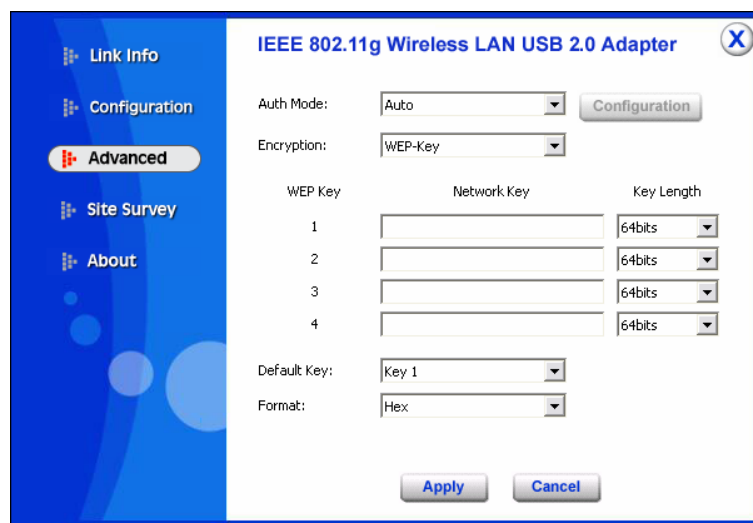 Link Info
Configuration
Advanced
Site Survey
About
IEEE 802.11g Wireless LAN USB 2.0 Adapter
X
Auth Mode: Auto Configuration
Encryption: WEP-Key
WEP Key Network Key Key Length
1 64bits
2 64bits
3 64bits
4 64bits
Default Key: Key 1
Format: Hex
Apply Cancel